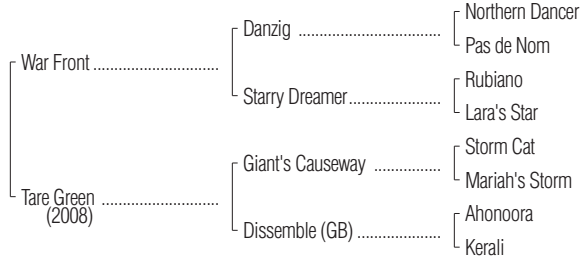 Northern Dancer
Danzig ................................
Pas de Nom
War Front ............................
Rubiano
Starry Dreamer.....................
Lara's Star
Storm Cat
Giant's Causeway ...............
Mariah's Storm
Tare Green ..........................
(2008)
Ahonoora
Dissemble (GB) ...................
Kerali